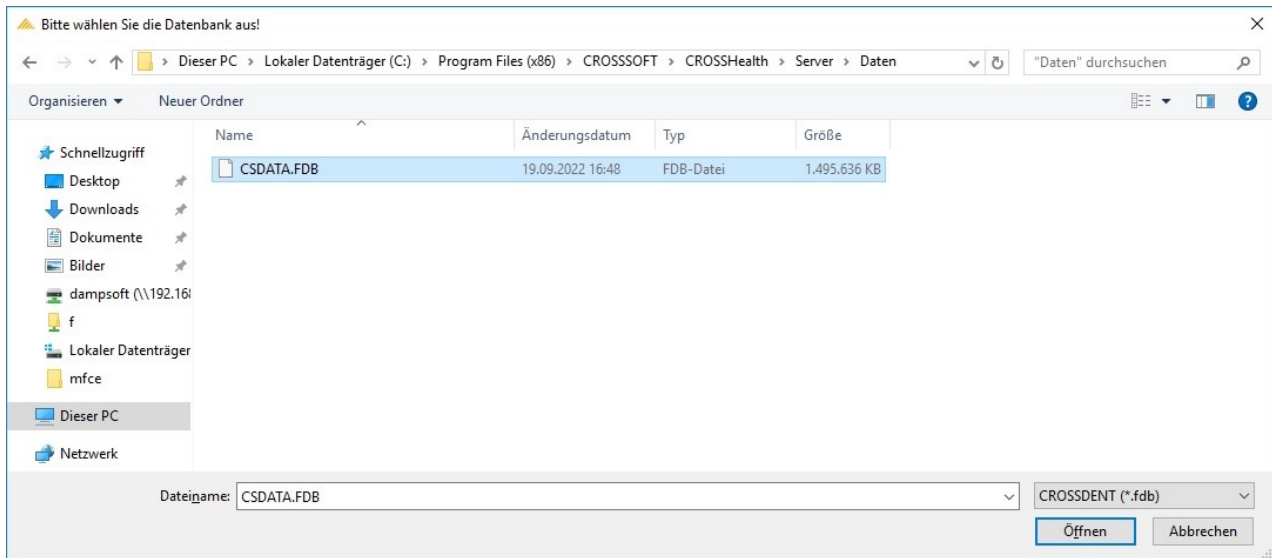 Bitte wählen Sie die Datenbank aus!
Dieser PC > Lokaler Datenträger (C:) > Program Files (x86) > CROSSSOFT > CROSSHealth > Server > Daten
"Daten" durchsuchen
Organisieren Neuer Ordner
Name Änderungsdatum Typ Größe
CSDATA.FDB 19.09.2022 16:48 FDB-Datei 1.495.636 KB
Schnellzugriff
Desktop
Downloads
Dokumente
Bilder
dampsoft (\\192.168
f
Lokaler Datenträger
mfce
Dieser PC
Netzwerk
Dateiname: CSDATA.FDB CROSSDENT (*.fdb)
Öffnen Abbrechen